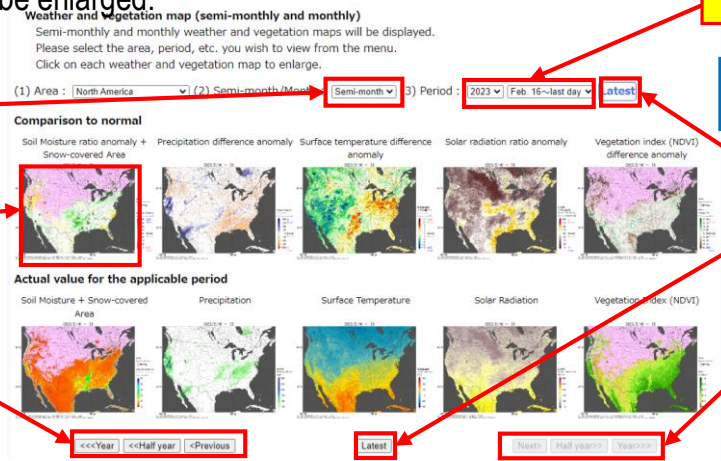 be enlarged.
Weather and vegetation map (semi-monthly and monthly)
Semi-monthly and monthly weather and vegetation maps will be displayed.
Please select the area, period, etc. you wish to view from the menu.
Click on each weather and vegetation map to enlarge.
(1) Area : North America (2) Semi-month/Month : Semi-month (3) Period : 2023 Feb. 16~last day Latest
Comparison to normal
Soil Moisture ratio anomaly + Snow-covered Area
Precipitation difference anomaly
Surface temperature difference anomaly
Solar radiation ratio anomaly
Vegetation index (NDVI) difference anomaly
Actual value for the applicable period
Soil Moisture + Snow-covered Area
Precipitation
Surface Temperature
Solar Radiation
Vegetation Index (NDVI)
<<<Year <<Half year <Previous Latest Next> Half year>> Year>>>